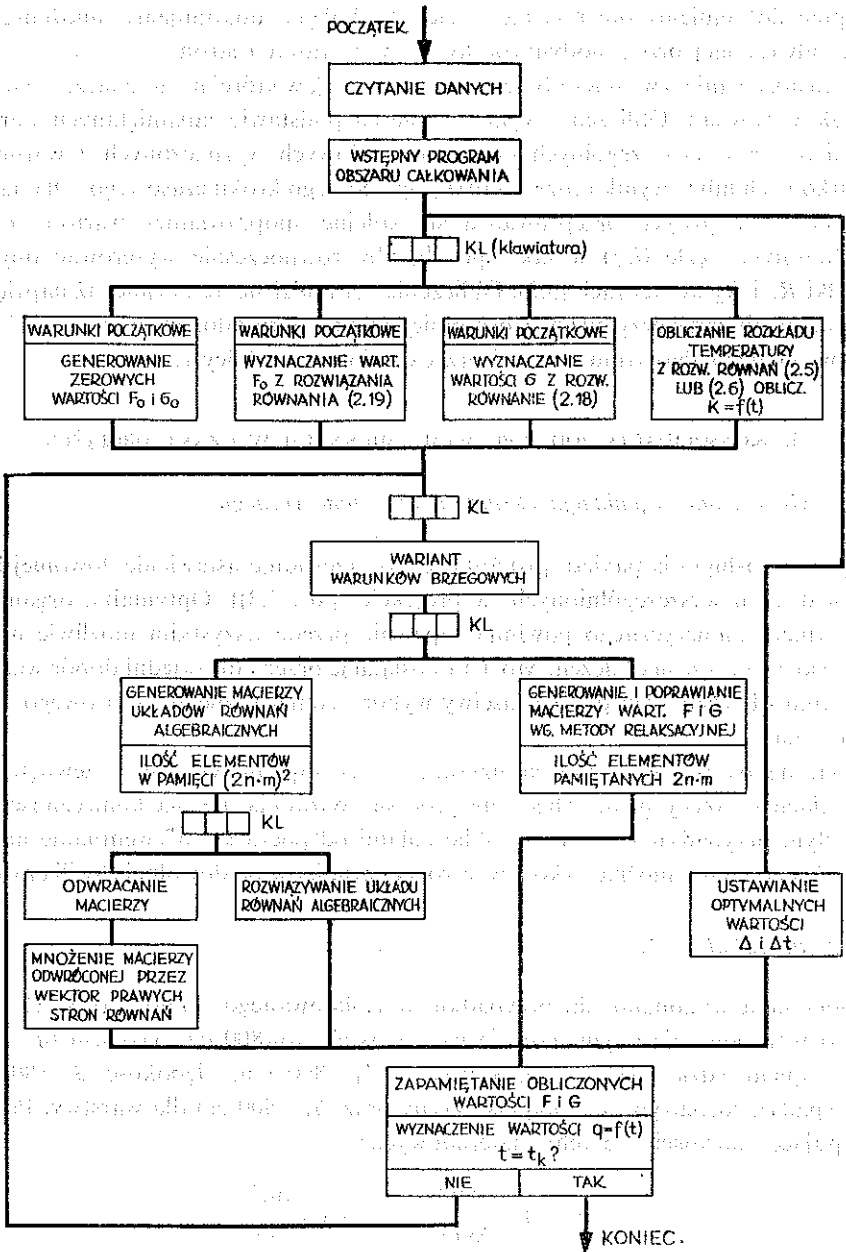 POCZĄTEK
CZYTANIE DANYCH
WSTĘPNY PROGRAM
OBSZARU CAŁKOWANIA
KL (klawiatura)
WARUNKI POCZĄTKOWE
GENEROWANIE
ZEROWYCH
WARTOŚCI F₀ i G₀
WARUNKI POCZĄTKOWE
WYZNACZANIE WART.
F₀ Z ROZWIĄZANIA
RÓWNANIA (2.19)
WARUNKI POCZĄTKOWE
WYZNACZANIE
WARTOŚCI G Z ROZW.
RÓWNANIE (2.18)
OBLICZANIE ROZKŁADU
TEMPERATURY
Z ROZW. RÓWNAŃ (2.5)
LUB (2.6) OBLICZ.
K = f(t)
KL
WARIANT
WARUNKÓW BRZEGOWYCH
KL
GENEROWANIE MACIERZY
UKŁADÓW RÓWNAŃ
ALGEBRAICZNYCH
ILOŚĆ ELEMENTÓW
W PAMIĘCI (2n·m)²
GENEROWANIE I POPRAWIANIE
MACIERZY WART. F i G
WG. METODY RELAKSACYJNEJ
ILOŚĆ ELEMENTÓW
PAMIĘTANYCH 2n·m
KL
ODWRACANIE
MACIERZY
ROZWIĄZYWANIE UKŁADU
RÓWNAŃ ALGEBRAICZNYCH
USTAWIANIE
OPTYMALNYCH
WARTOŚCI
Δ i Δt
MNOŻENIE MACIERZY
ODWRÓCONEJ PRZEZ
WEKTOR PRAWYCH
STRON RÓWNAŃ
ZAPAMIĘTANIE OBLICZONYCH
WARTOŚCI F i G
WYZNACZENIE WARTOŚCI q=f(t)
t = tₖ?
NIE
TAK
KONIEC.